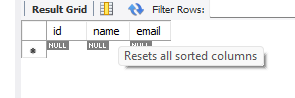 Result Grid Filter Rows:
id name email
NULL NULL NULL
Resets all sorted columns